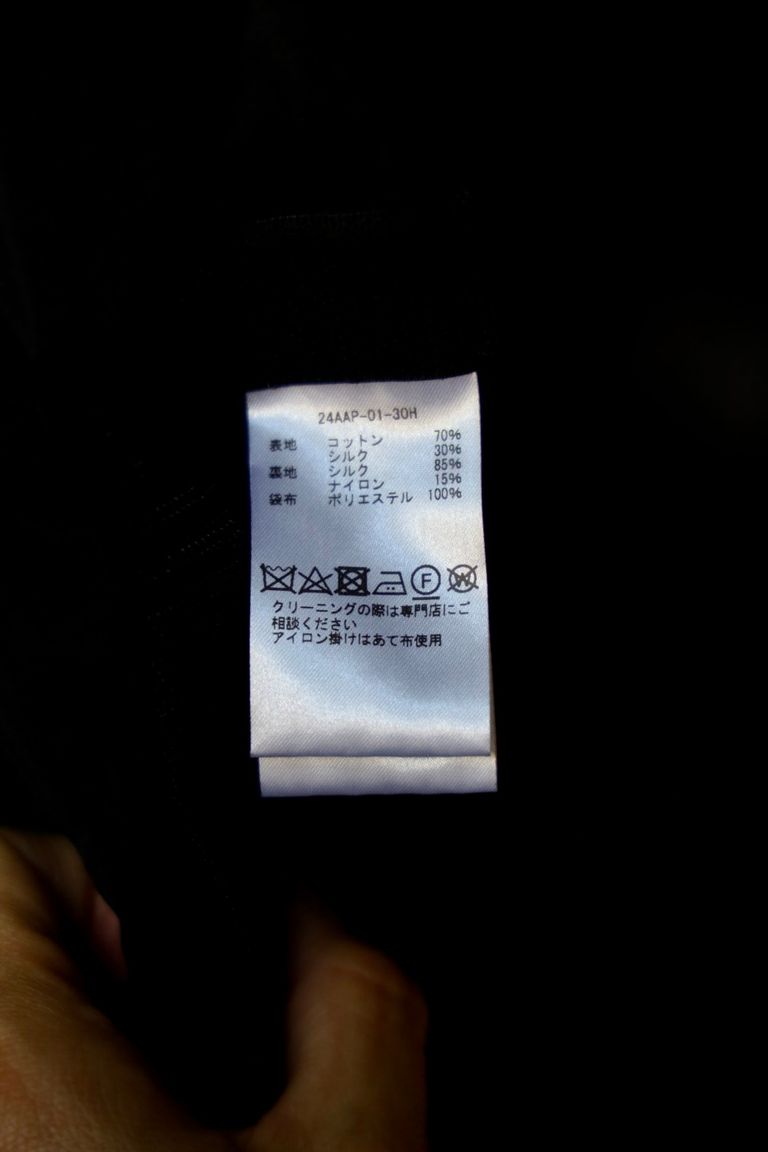 24AAP-01-30H
表地 コットン 70%
シルク 30%
裏地 シルク 85%
ナイロン 15%
袋布 ポリエステル 100%
F W
クリーニングの際は専門店にご
相談ください
アイロン掛けはあて布使用